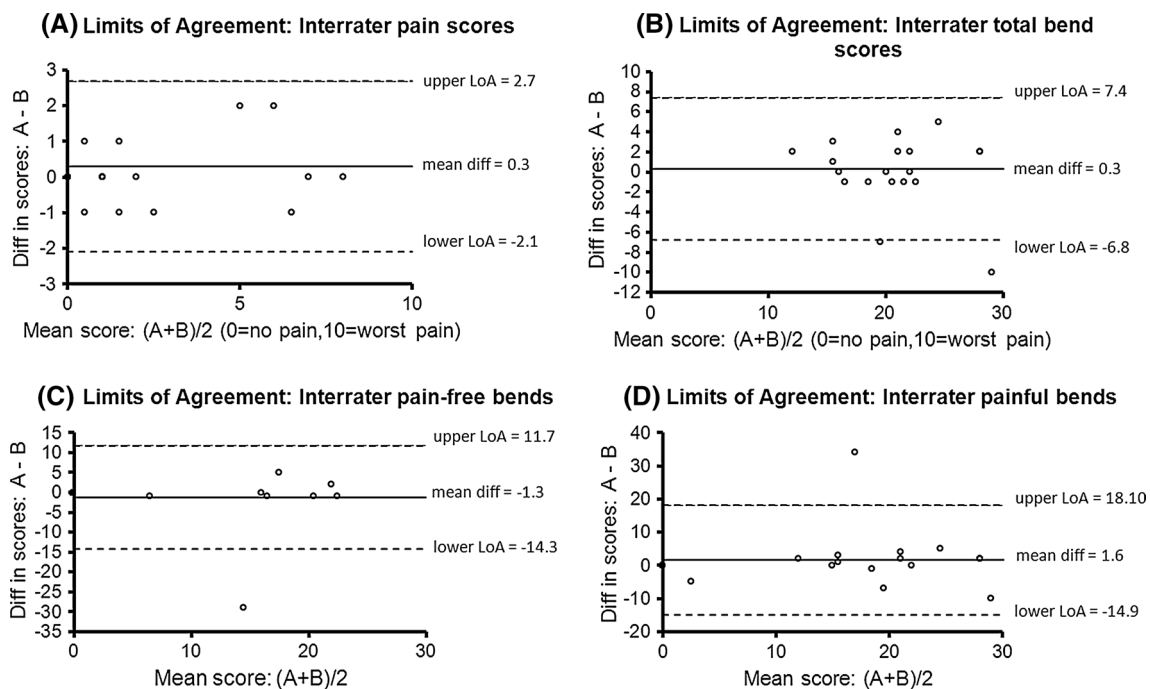 (A) Limits of Agreement: Interrater pain scores
3
2
1
0
-1
-2
-3
Diff in scores: A - B
upper LoA = 2.7
mean diff = 0.3
lower LoA = -2.1
0 5 10
Mean score: (A+B)/2 (0=no pain,10=worst pain)
(B) Limits of Agreement: Interrater total bend
scores
10
8
6
4
2
0
-2
-4
-6
-8
-10
-12
Diff in scores: A - B
upper LoA = 7.4
mean diff = 0.3
lower LoA = -6.8
0 10 20 30
Mean score: (A+B)/2 (0=no pain,10=worst pain)
(C) Limits of Agreement: Interrater pain-free bends
15
10
5
0
-5
-10
-15
-20
-25
-30
-35
Diff in scores: A - B
upper LoA = 11.7
mean diff = -1.3
lower LoA = -14.3
0 10 20 30
Mean score: (A+B)/2
(D) Limits of Agreement: Interrater painful bends
40
30
20
10
0
-10
-20
Diff in scores: A - B
upper LoA = 18.10
mean diff = 1.6
lower LoA = -14.9
0 10 20 30
Mean score: (A+B)/2